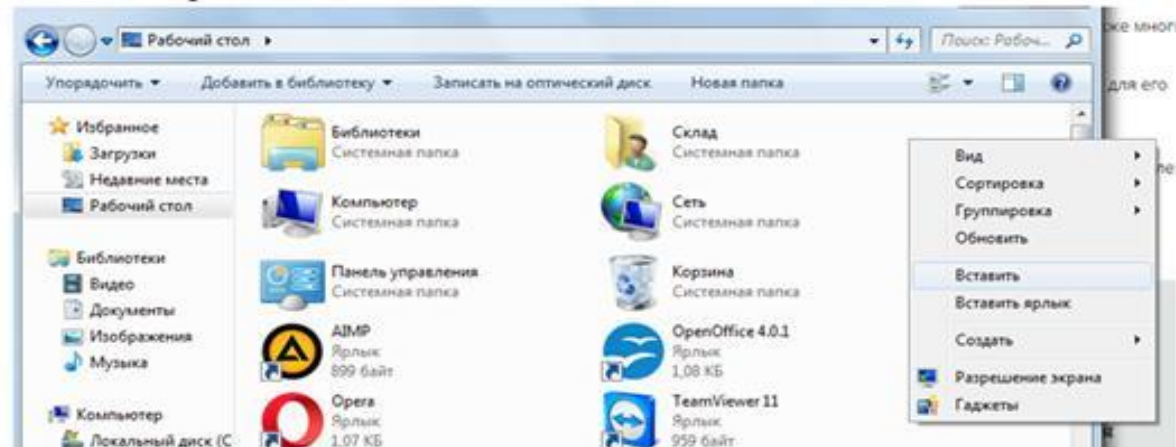 Рабочий стол
Поиск: Рабоч...
Упорядочить
Добавить в библиотеку
Записать на оптический диск
Новая папка
для его
Избранное
Загрузки
Недавние места
Рабочий стол
Библиотеки
Видео
Документы
Изображения
Музыка
Компьютер
Локальный диск (C
Библиотеки
Системная папка
Склад
Системная папка
Компьютер
Системная папка
Сеть
Системная папка
Панель управления
Системная папка
Корзина
Системная папка
AIMP
Ярлык
899 байт
OpenOffice 4.0.1
Ярлык
1,08 КБ
Opera
Ярлык
1,07 КБ
TeamViewer 11
Ярлык
959 байт
Вид
Сортировка
Группировка
Обновить
Вставить
Вставить ярлык
Создать
Разрешение экрана
Гаджеты